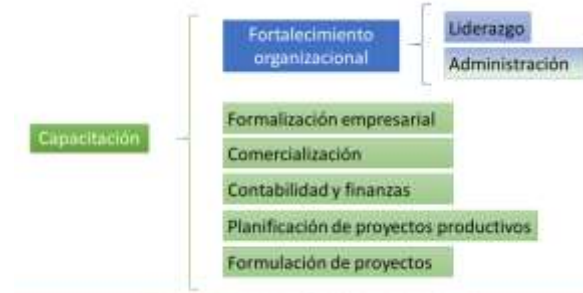 Capacitación
Fortalecimiento
organizacional
Liderazgo
Administración
Formalización empresarial
Comercialización
Contabilidad y finanzas
Planificación de proyectos productivos
Formulación de proyectos